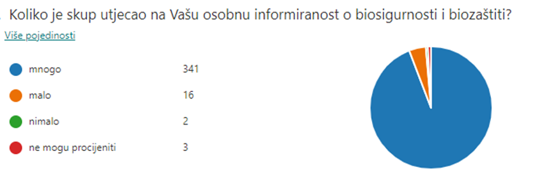 Koliko je skup utjecao na Vašu osobnu informiranost o biosigurnosti i biozaštiti?
Više pojedinosti
mnogo 341
malo 16
nimalo 2
ne mogu procijeniti 3